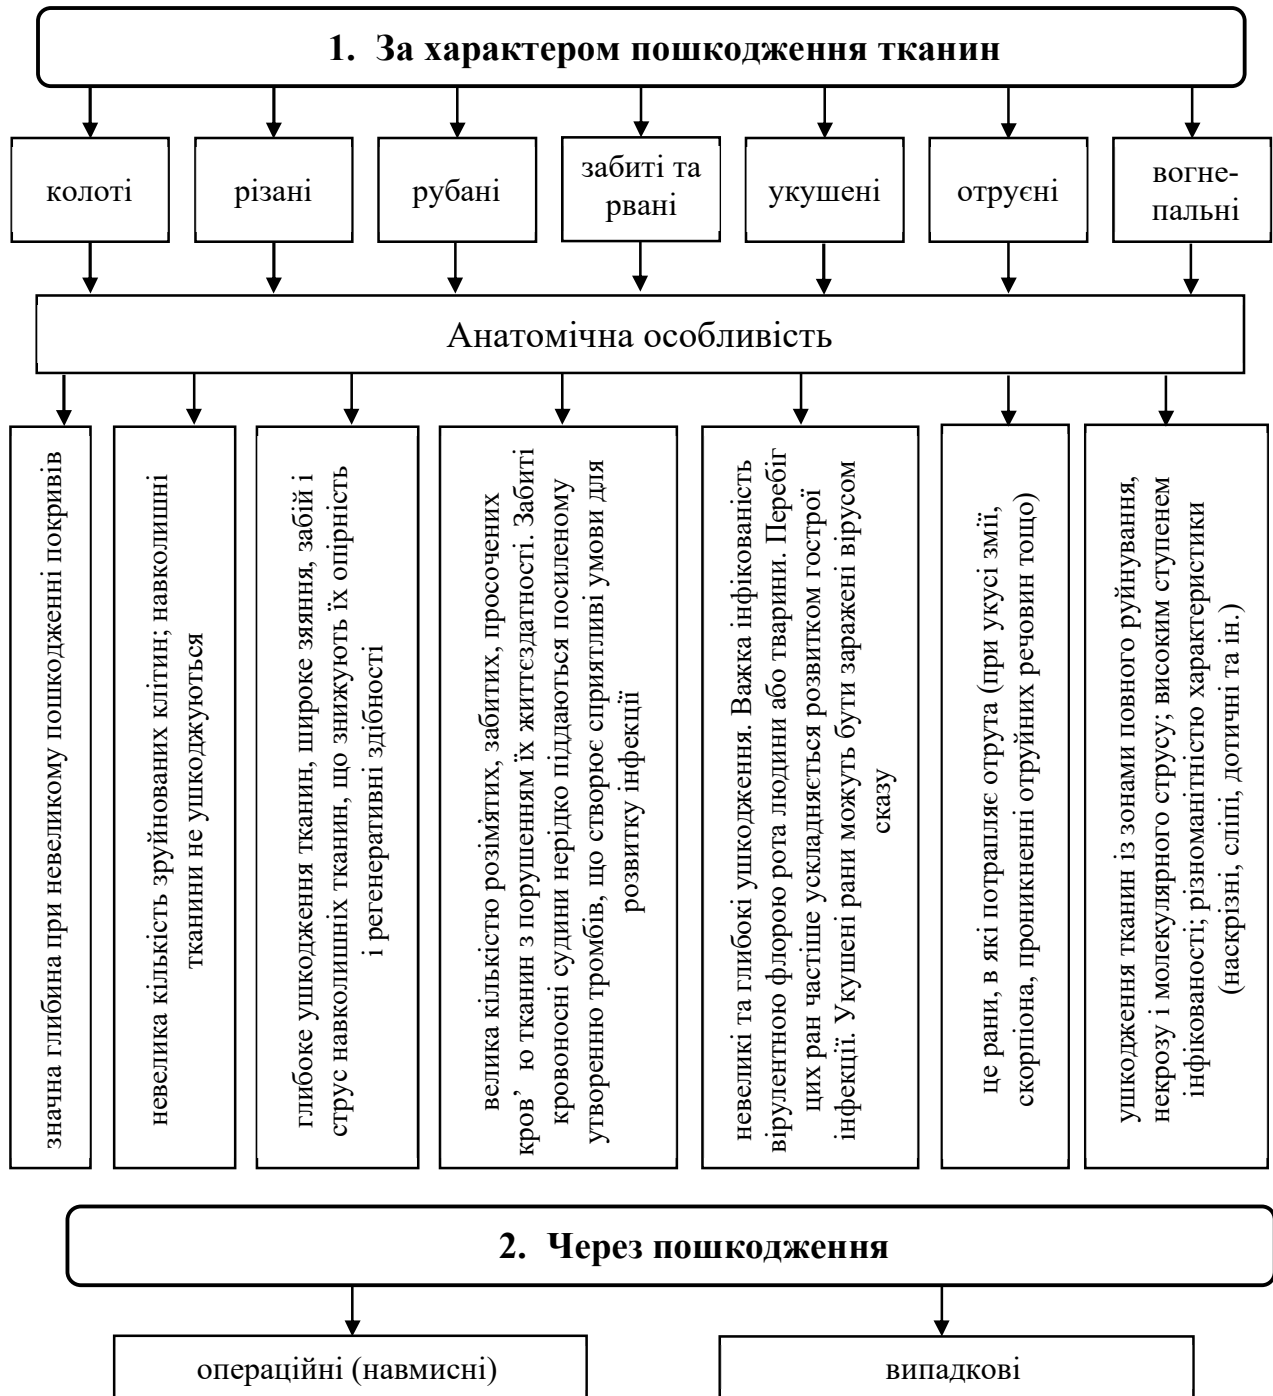 1. За характером пошкодження тканин
колоті
різані
рубані
забиті та
рвані
укушені
отруєні
вогне-
пальні
Анатомічна особливість
значна глибина при невеликому пошкодженні покривів
невелика кількість зруйнованих клітин; навколишні
тканини не ушкоджуються
глибоке ушкодження тканин, широке зяяння, забій і
струс навколишніх тканин, що знижують їх опірність
і регенеративні здібності
велика кількістю розім'ятих, забитих, просочених
кров' ю тканин з порушенням їх життєздатності. Забиті
кровоносні судини нерідко піддаються посиленому
утворенню тромбів, що створює сприятливі умови для
розвитку інфекції
невеликі та глибокі ушкодження. Важка інфікованість
вірулентною флорою рота людини або тварини. Перебіг
цих ран частіше ускладняється розвитком гострої
інфекції. Укушені рани можуть бути заражені вірусом
сказу
це рани, в які потрапляє отрута (при укусі змії,
скорпіона, проникненні отруйних речовин тощо)
ушкодження тканин із зонами повного руйнування,
некрозу і молекулярного струсу; високим ступенем
інфікованості; різноманітністю характеристики
(наскрізні, сліпі, дотичні та ін.)
2. Через пошкодження
операційні (навмисні)
випадкові